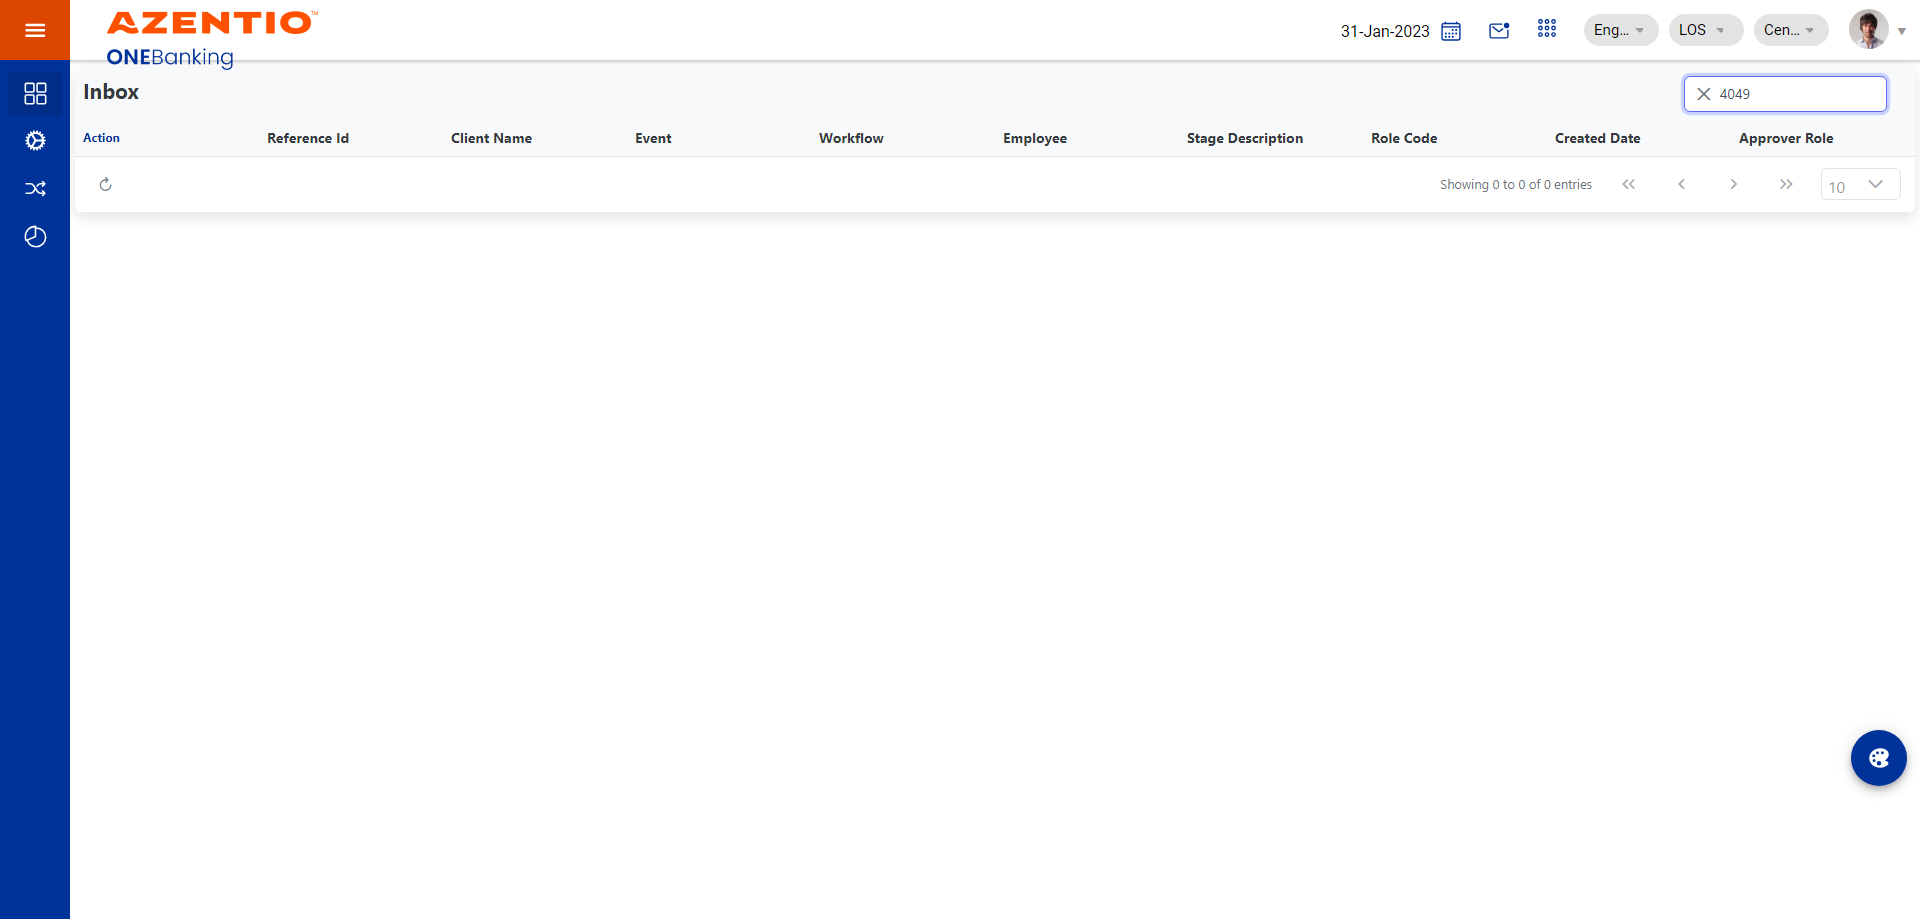 AZENTIO™
ONEBanking
31-Jan-2023
Eng...
LOS
Cen...
Inbox
4049
Action Reference Id Client Name Event Workflow Employee Stage Description Role Code Created Date Approver Role
Showing 0 to 0 of 0 entries
10